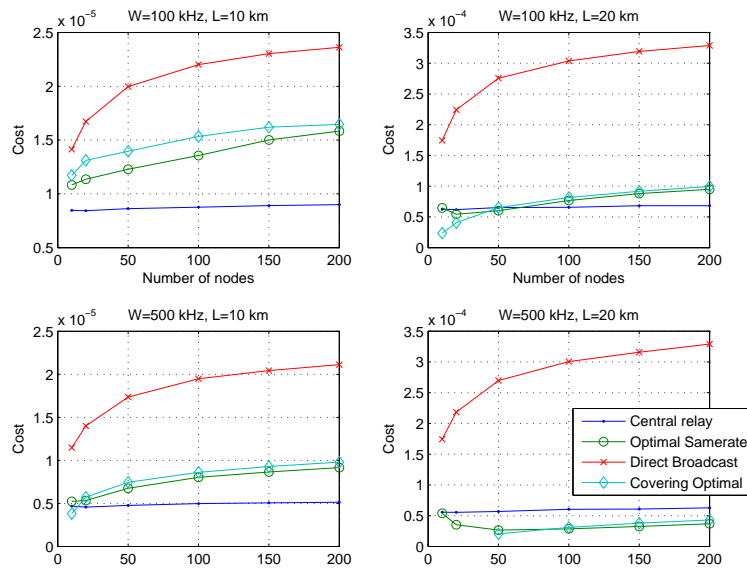 W=100 kHz, L=10 km
x 10⁻⁵
2.5
2
1.5
1
0.5
Cost
0 50 100 150 200
Number of nodes
W=100 kHz, L=20 km
x 10⁻⁴
3.5
3
2.5
2
1.5
1
0.5
0
Cost
0 50 100 150 200
Number of nodes
W=500 kHz, L=10 km
x 10⁻⁵
2.5
2
1.5
1
0.5
0
Cost
0 50 100 150 200
W=500 kHz, L=20 km
x 10⁻⁴
3.5
3
2.5
2
1.5
1
0.5
0
Cost
0 50 100 150 200
Central relay
Optimal Samerate
Direct Broadcast
Covering Optimal